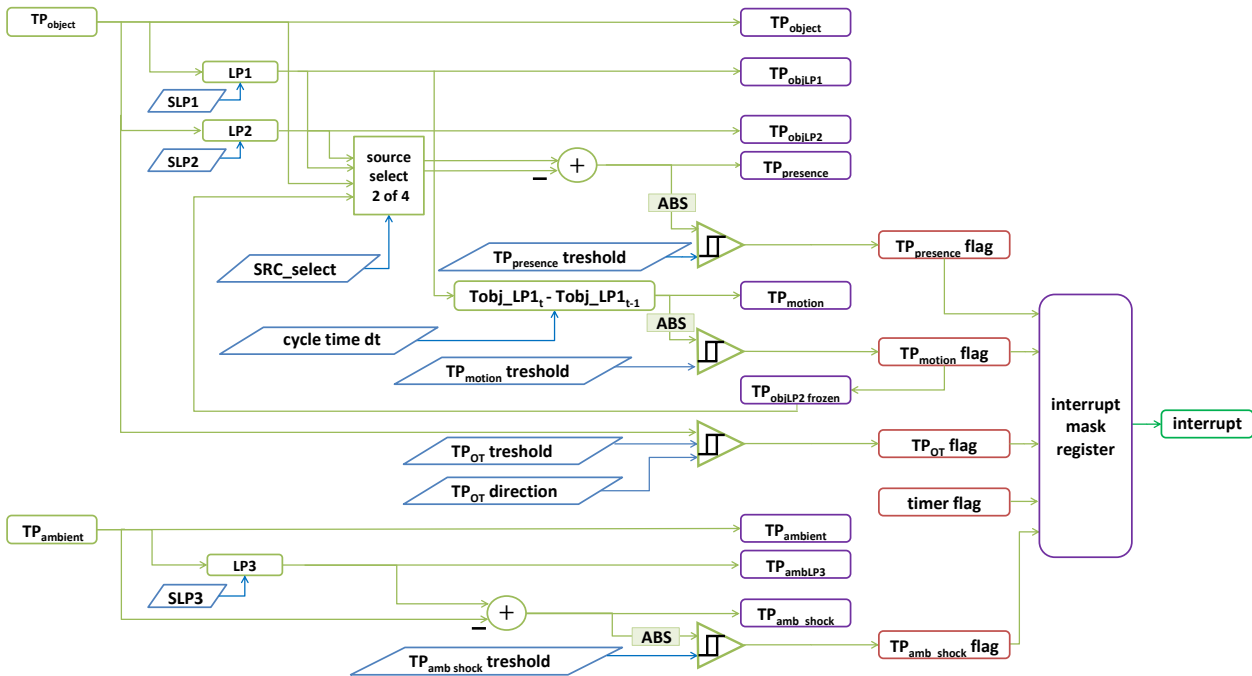 TPobject
TPobject
LP1
TPobjLP1
SLP1
LP2
TPobjLP2
SLP2
source
select
2 of 4
+
−
TPpresence
ABS
TPpresence treshold
TPpresence flag
SRC_select
Tobj_LP1t - Tobj_LP1t-1
TPmotion
ABS
cycle time dt
TPmotion treshold
TPmotion flag
TPobjLP2 frozen
interrupt
mask
register
interrupt
TPOT treshold
TPOT flag
TPOT direction
timer flag
TPambient
TPambient
LP3
TPambLP3
SLP3
+
−
TPamb_shock
ABS
TPamb shock treshold
TPamb_shock flag